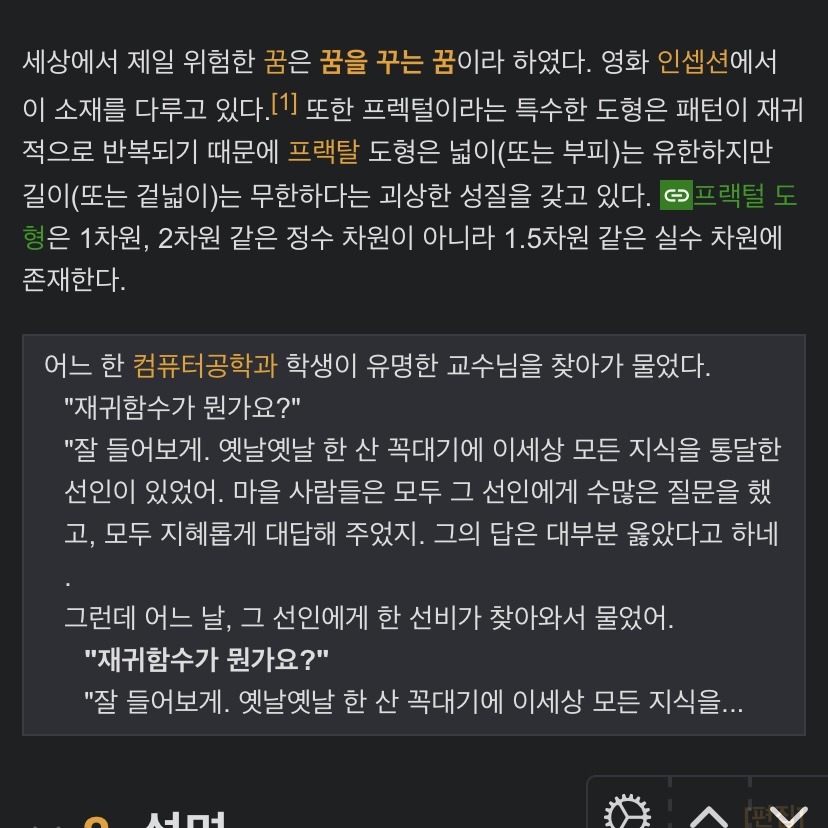 세상에서 제일 위험한 꿈은 꿈을 꾸는 꿈이라 하였다. 영화 인셉션에서
이 소재를 다루고 있다.[1] 또한 프렉털이라는 특수한 도형은 패턴이 재귀
적으로 반복되기 때문에 프랙탈 도형은 넓이(또는 부피)는 유한하지만
길이(또는 겉넓이)는 무한하다는 괴상한 성질을 갖고 있다. 프랙털 도
형은 1차원, 2차원 같은 정수 차원이 아니라 1.5차원 같은 실수 차원에
존재한다.
어느 한 컴퓨터공학과 학생이 유명한 교수님을 찾아가 물었다.
"재귀함수가 뭔가요?"
"잘 들어보게. 옛날옛날 한 산 꼭대기에 이세상 모든 지식을 통달한
선인이 있었어. 마을 사람들은 모두 그 선인에게 수많은 질문을 했
고, 모두 지혜롭게 대답해 주었지. 그의 답은 대부분 옳았다고 하네
.
그런데 어느 날, 그 선인에게 한 선비가 찾아와서 물었어.
"재귀함수가 뭔가요?"
"잘 들어보게. 옛날옛날 한 산 꼭대기에 이세상 모든 지식을...
[편집]